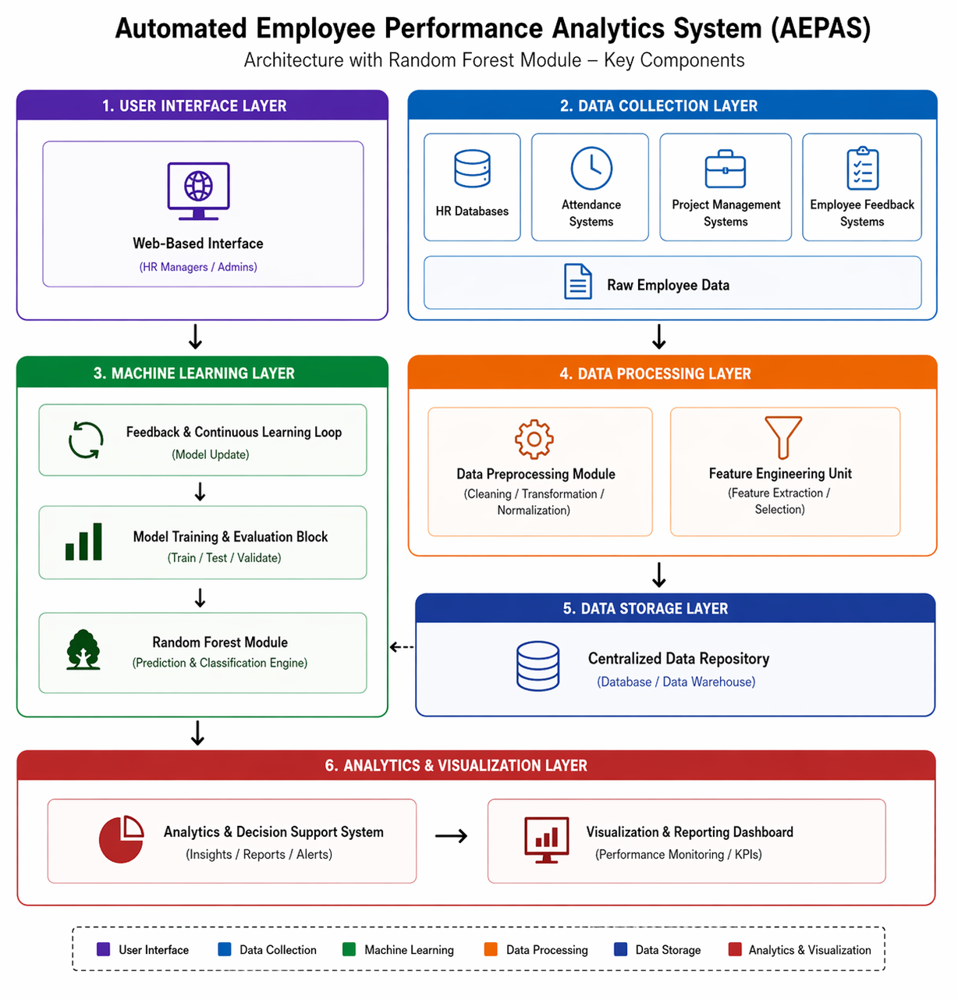 Automated Employee Performance Analytics System (AEPAS)
Architecture with Random Forest Module – Key Components
1. USER INTERFACE LAYER
Web-Based Interface
(HR Managers / Admins)
2. DATA COLLECTION LAYER
HR Databases
Attendance
Systems
Project Management
Systems
Employee Feedback
Systems
Raw Employee Data
3. MACHINE LEARNING LAYER
Feedback & Continuous Learning Loop
(Model Update)
Model Training & Evaluation Block
(Train / Test / Validate)
Random Forest Module
(Prediction & Classification Engine)
4. DATA PROCESSING LAYER
Data Preprocessing Module
(Cleaning / Transformation /
Normalization)
Feature Engineering Unit
(Feature Extraction /
Selection)
5. DATA STORAGE LAYER
Centralized Data Repository
(Database / Data Warehouse)
6. ANALYTICS & VISUALIZATION LAYER
Analytics & Decision Support System
(Insights / Reports / Alerts)
Visualization & Reporting Dashboard
(Performance Monitoring / KPIs)
User Interface
Data Collection
Machine Learning
Data Processing
Data Storage
Analytics & Visualization